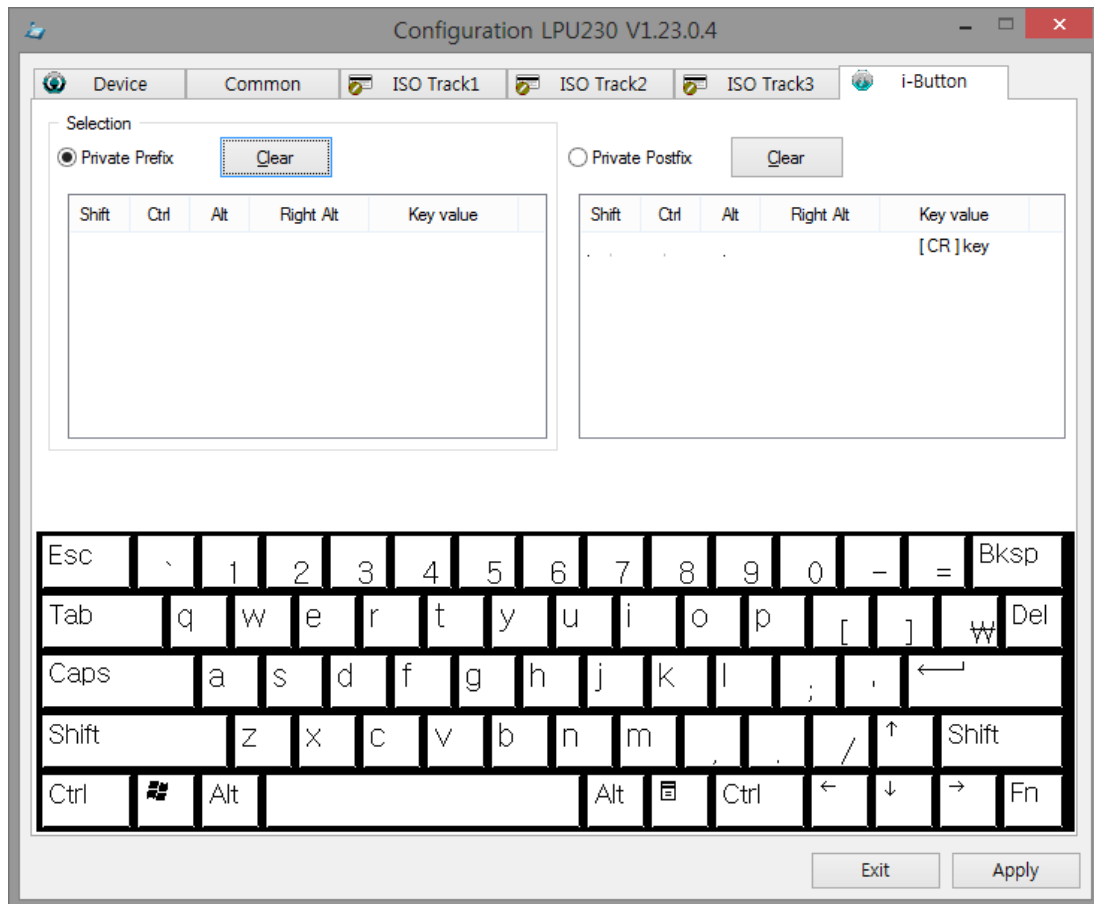 Configuration LPU230 V1.23.0.4
Device Common ISO Track1 ISO Track2 ISO Track3 i-Button
Selection
Private Prefix Clear Private Postfix Clear
Shift Ctrl Alt Right Alt Key value Shift Ctrl Alt Right Alt Key value
[ CR ] key
Esc ` 1 2 3 4 5 6 7 8 9 0 - = Bksp
Tab q w e r t y u i o p [ ] ₩ Del
Caps a s d f g h j k l ; '
Shift z x c v b n m , . / ↑ Shift
Ctrl Alt Alt Ctrl ← ↓ → Fn
Exit Apply